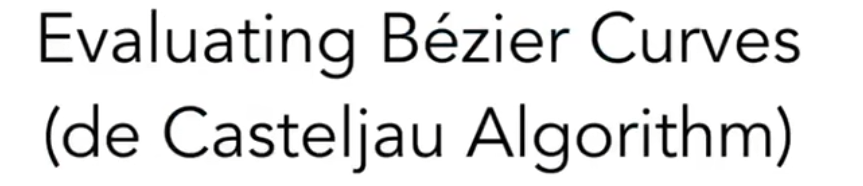 Evaluating Bézier Curves
(de Casteljau Algorithm)